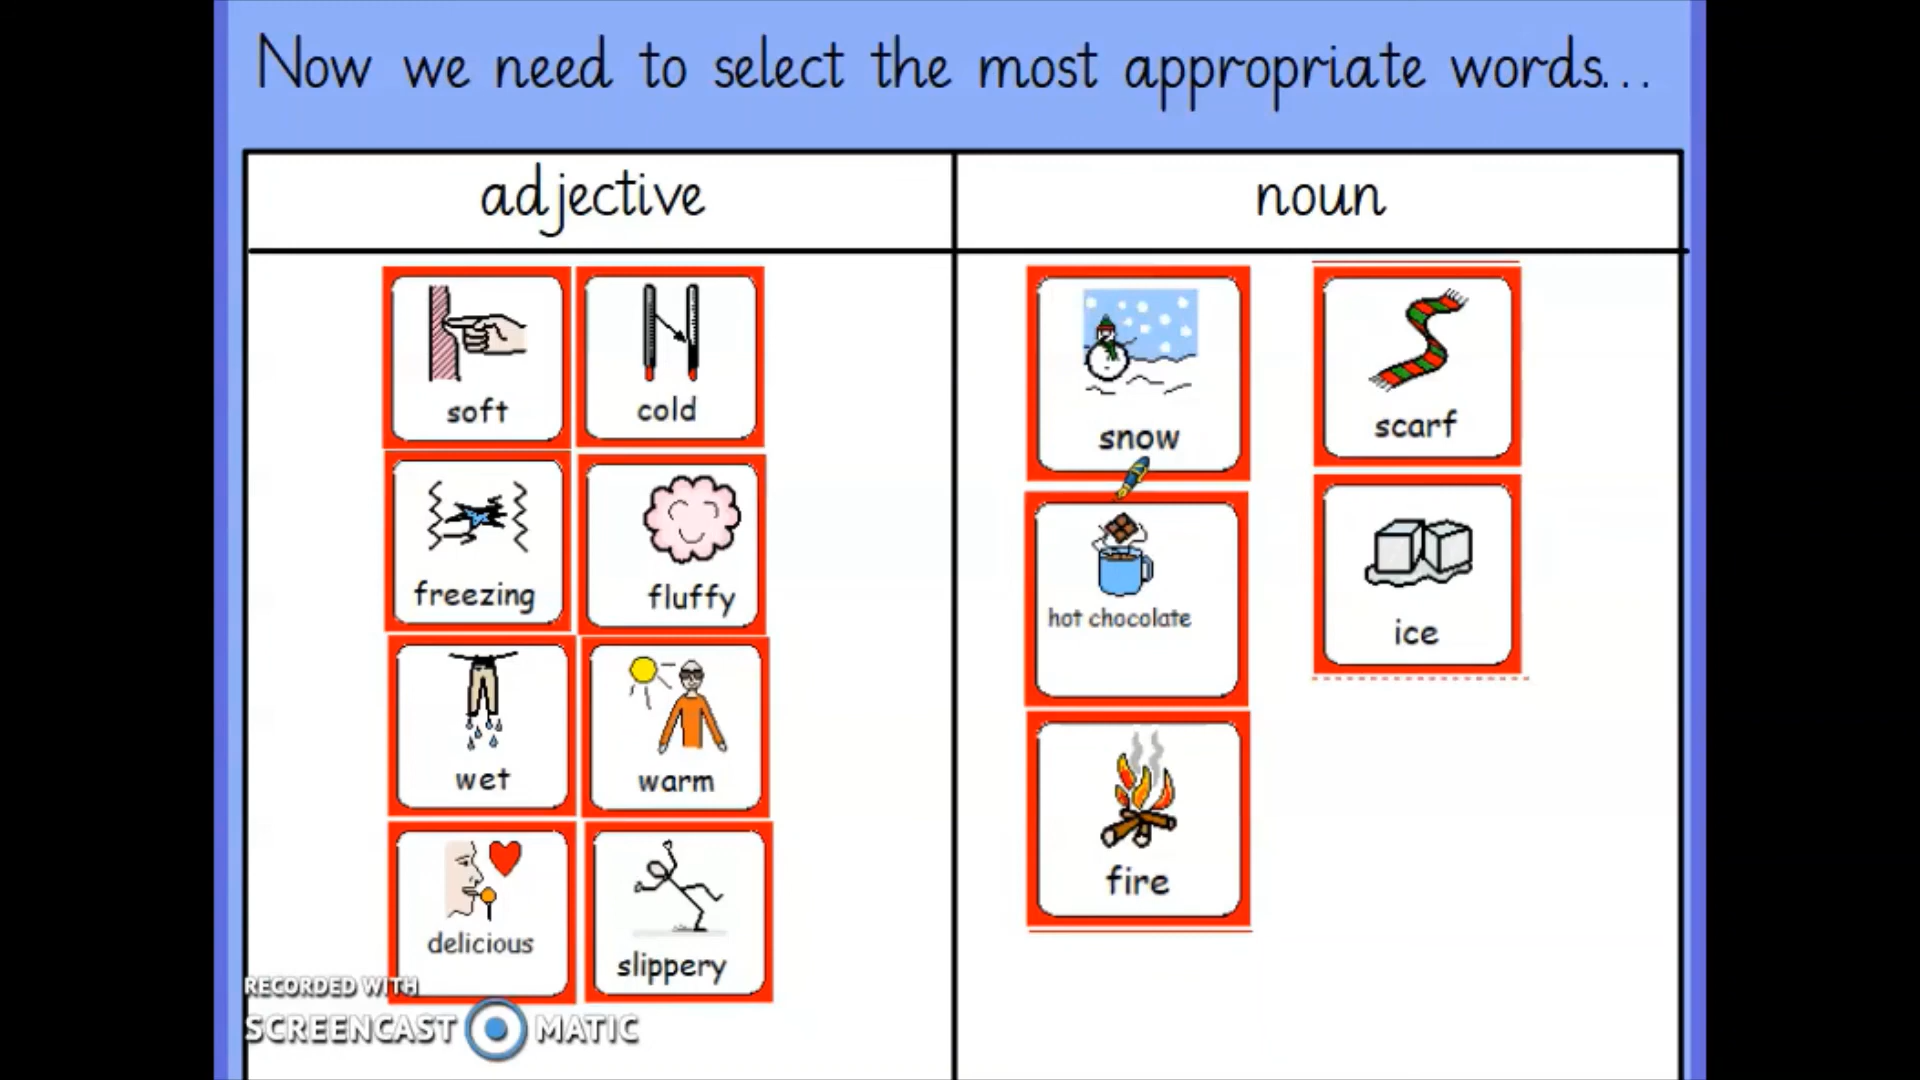 Now we need to select the most appropriate words...
adjective
noun
soft
cold
freezing
fluffy
wet
warm
delicious
slippery
snow
scarf
hot chocolate
ice
fire
RECORDED WITH
SCREENCAST MATIC